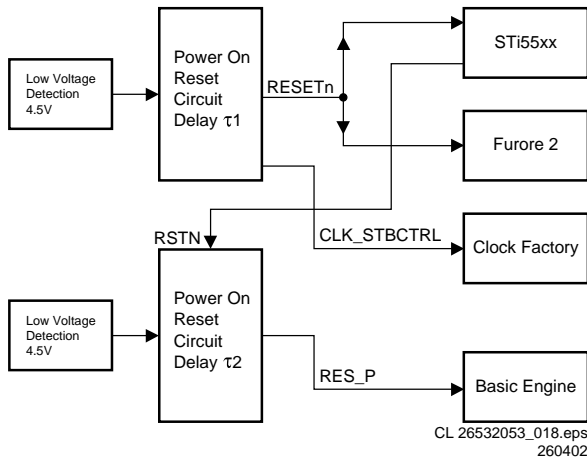 Low Voltage
Detection
4.5V
Power On
Reset
Circuit
Delay τ1
RESETn
STi55xx
Furore 2
RSTN
CLK_STBCTRL
Clock Factory
Low Voltage
Detection
4.5V
Power On
Reset
Circuit
Delay τ2
RES_P
Basic Engine
CL 26532053_018.eps
260402